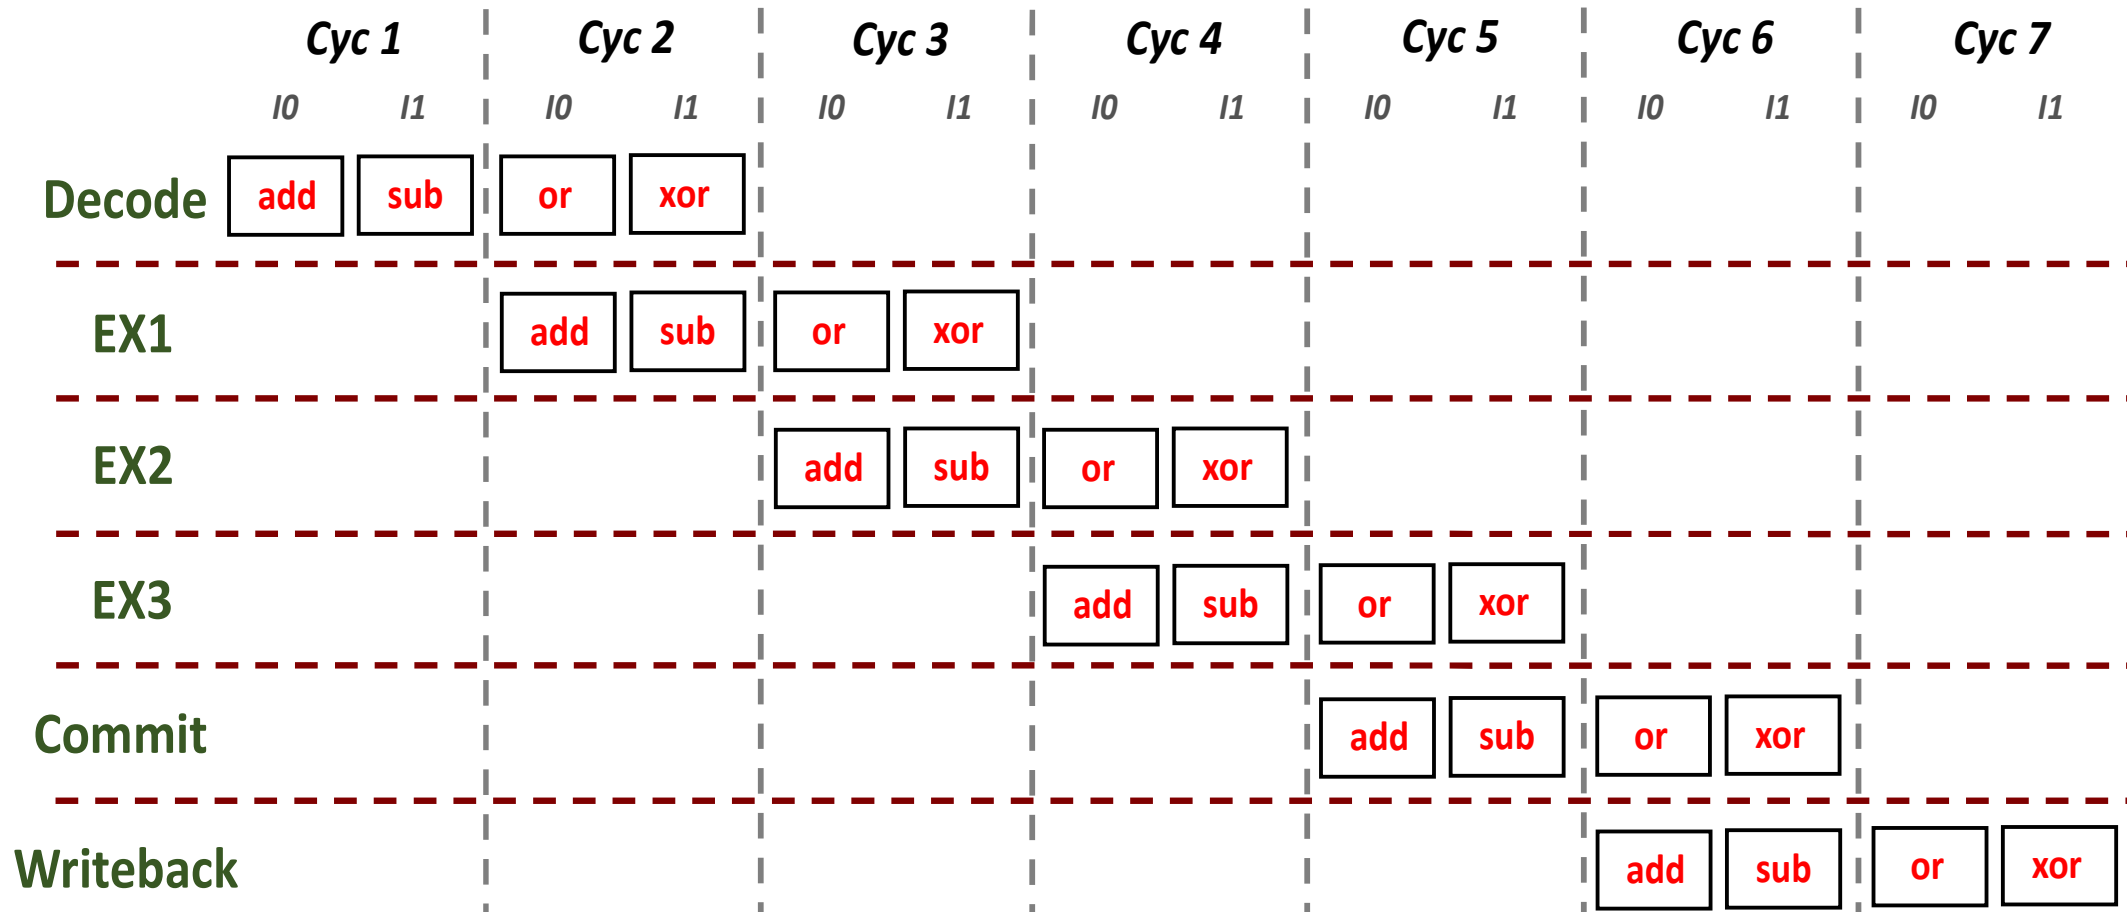 Cyc 1 Cyc 2 Cyc 3 Cyc 4 Cyc 5 Cyc 6 Cyc 7
I0 I1 I0 I1 I0 I1 I0 I1 I0 I1 I0 I1 I0 I1
Decode add sub or xor
EX1 add sub or xor
EX2 add sub or xor
EX3 add sub or xor
Commit add sub or xor
Writeback add sub or xor